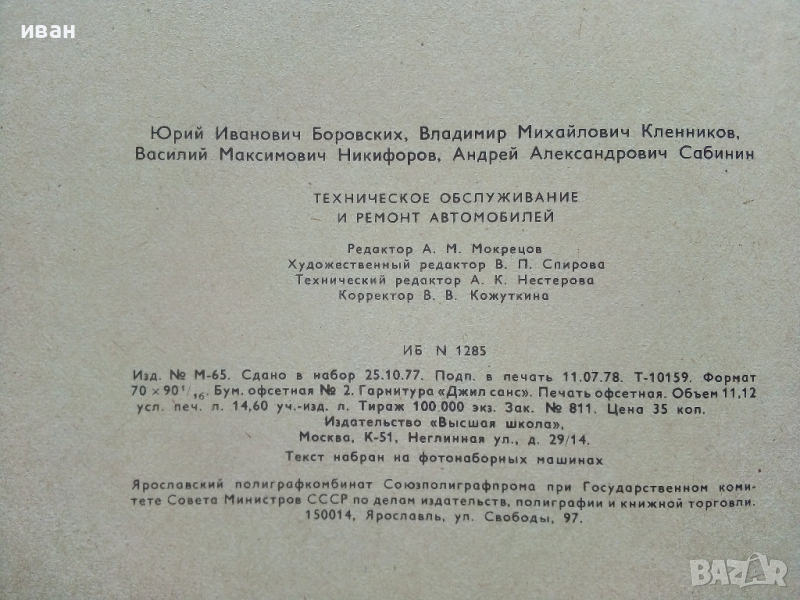 иван
Юрий Иванович Боровских, Владимир Михайлович Кленников,
Василий Максимович Никифоров, Андрей Александрович Сабинин
ТЕХНИЧЕСКОЕ ОБСЛУЖИВАНИЕ
И РЕМОНТ АВТОМОБИЛЕЙ
Редактор А. М. Мокрецов
Художественный редактор В. П. Спирова
Технический редактор А. К. Нестерова
Корректор В. В. Кожуткина
ИБ N 1285
Изд. № М-65. Сдано в набор 25.10.77. Подп. в печать 11.07.78. Т-10159. Формат
70 × 90 1/16. Бум. офсетная № 2. Гарнитура «Джил санс». Печать офсетная. Объем 11,12
усл. печ. л. 14,60 уч.-изд. л. Тираж 100 000 экз. Зак. № 811. Цена 35 коп.
Издательство «Высшая школа»,
Москва, К-51, Неглинная ул., д. 29/14.
Текст набран на фотонаборных машинах
Ярославский полиграфкомбинат Союзполиграфпрома при Государственном коми-
тете Совета Министров СССР по делам издательств, полиграфии и книжной торговли.
150014, Ярославль, ул. Свободы, 97.
BAZAR